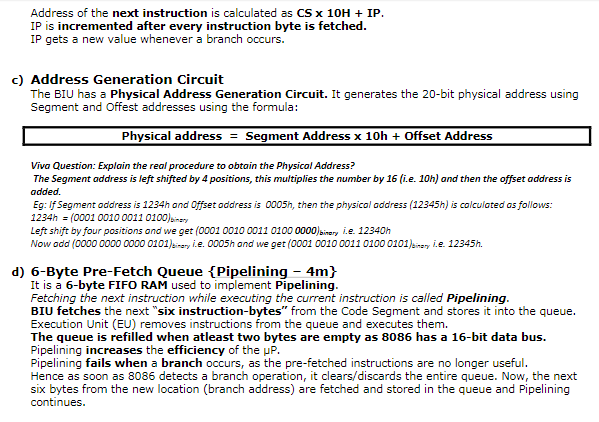 Address of the next instruction is calculated as CS x 10H + IP.
IP is incremented after every instruction byte is fetched.
IP gets a new value whenever a branch occurs.
c) Address Generation Circuit
The BIU has a Physical Address Generation Circuit. It generates the 20-bit physical address using
Segment and Offest addresses using the formula:
Physical address = Segment Address x 10h + Offset Address
Viva Question: Explain the real procedure to obtain the Physical Address?
The Segment address is left shifted by 4 positions, this multiplies the number by 16 (i.e. 10h) and then the offset address is
added.
Eg: If Segment address is 1234h and Offset address is 0005h, then the physical address (12345h) is calculated as follows:
1234h = (0001 0010 0011 0100)binary
Left shift by four positions and we get (0001 0010 0011 0100 0000)binary i.e. 12340h
Now add (0000 0000 0000 0101)binary i.e. 0005h and we get (0001 0010 0011 0100 0101)binary i.e. 12345h.
d) 6-Byte Pre-Fetch Queue {Pipelining – 4m}
It is a 6-byte FIFO RAM used to implement Pipelining.
Fetching the next instruction while executing the current instruction is called Pipelining.
BIU fetches the next "six instruction-bytes" from the Code Segment and stores it into the queue.
Execution Unit (EU) removes instructions from the queue and executes them.
The queue is refilled when atleast two bytes are empty as 8086 has a 16-bit data bus.
Pipelining increases the efficiency of the μP.
Pipelining fails when a branch occurs, as the pre-fetched instructions are no longer useful.
Hence as soon as 8086 detects a branch operation, it clears/discards the entire queue. Now, the next
six bytes from the new location (branch address) are fetched and stored in the queue and Pipelining
continues.